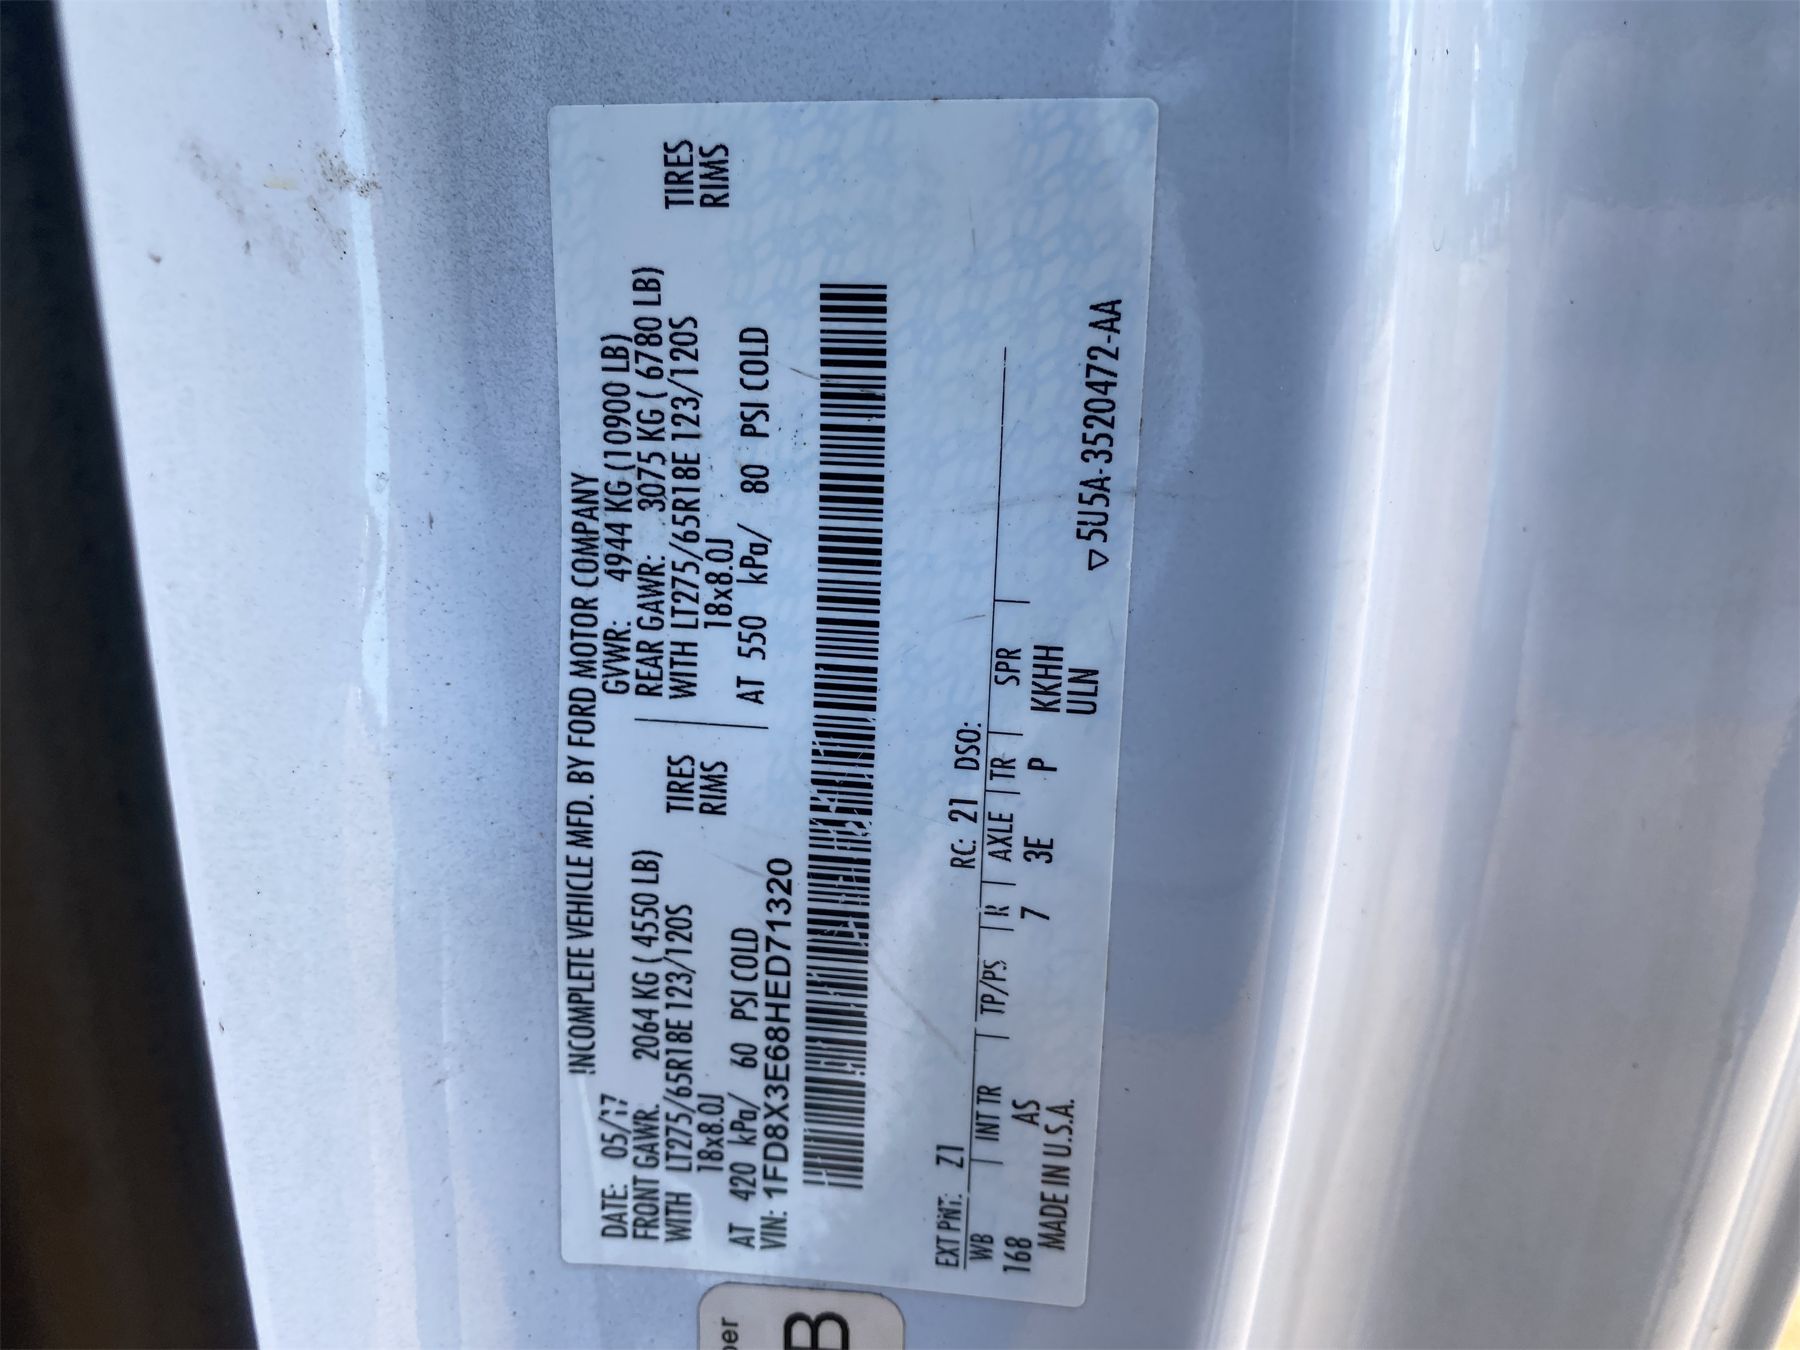 INCOMPLETE VEHICLE MFD. BY FORD MOTOR COMPANY
DATE: 05/17 GVWR: 4944 KG (10900 LB)
FRONT GAWR: 2064 KG ( 4550 LB) REAR GAWR: 3075 KG ( 6780 LB)
WITH LT275/65R18E 123/120S TIRES WITH LT275/65R18E 123/120S TIRES
18x8.0J RIMS 18x8.0J RIMS
AT 420 kPa/ 60 PSI COLD AT 550 kPa/ 80 PSI COLD
VIN: 1FD8X3E68HED71320
EXT PNT: Z1 RC: 21 DSO:
WB INT TR TP/PS R AXLE TR SPR
168 AS 7 3E P KKHH
MADE IN U.S.A. ULN
▽5U5A-3520472-AA
B